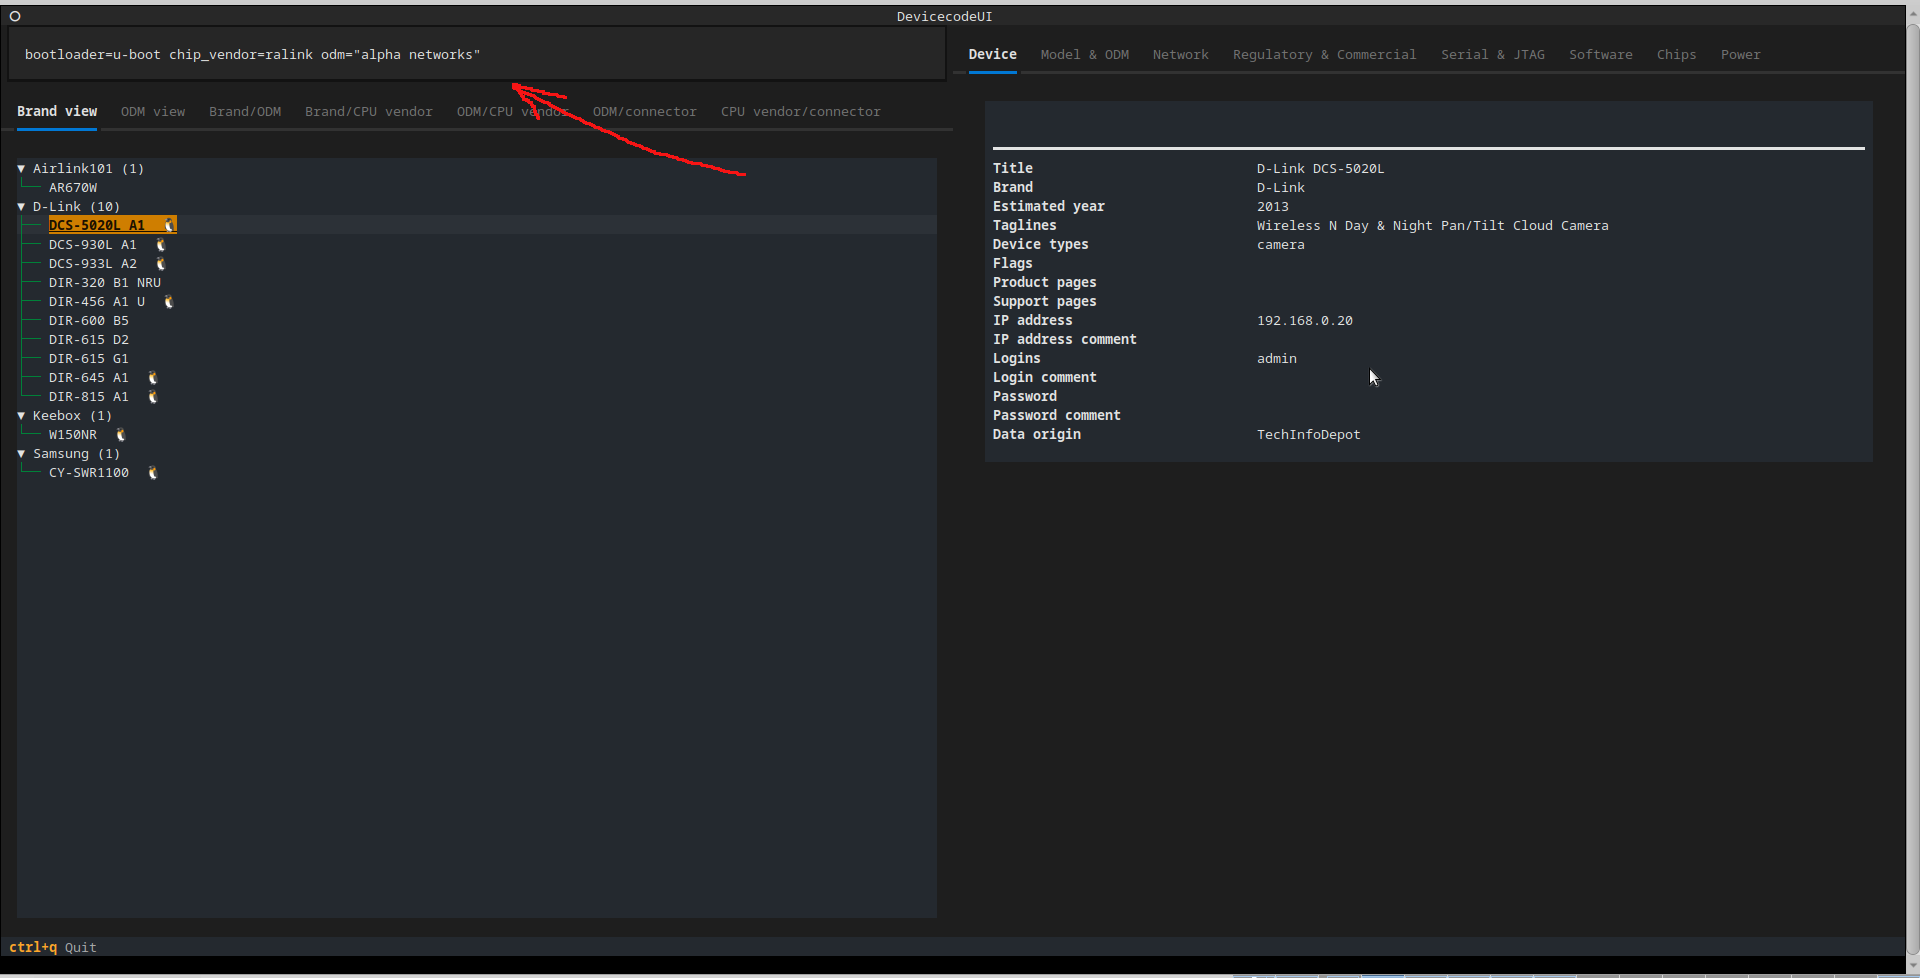 DevicecodeUI
bootloader=u-boot chip_vendor=ralink odm="alpha networks"
Brand view ODM view Brand/ODM Brand/CPU vendor ODM/CPU vendor ODM/connector CPU vendor/connector
▼ Airlink101 (1)
AR670W
▼ D-Link (10)
DCS-5020L A1 🐧
DCS-930L A1 🐧
DCS-933L A2 🐧
DIR-320 B1 NRU
DIR-456 A1 U 🐧
DIR-600 B5
DIR-615 D2
DIR-615 G1
DIR-645 A1 🐧
DIR-815 A1 🐧
▼ Keebox (1)
W150NR 🐧
▼ Samsung (1)
CY-SWR1100 🐧
Device Model & ODM Network Regulatory & Commercial Serial & JTAG Software Chips Power
Title D-Link DCS-5020L
Brand D-Link
Estimated year 2013
Taglines Wireless N Day & Night Pan/Tilt Cloud Camera
Device types camera
Flags
Product pages
Support pages
IP address 192.168.0.20
IP address comment
Logins admin
Login comment
Password
Password comment
Data origin TechInfoDepot
ctrl+q Quit